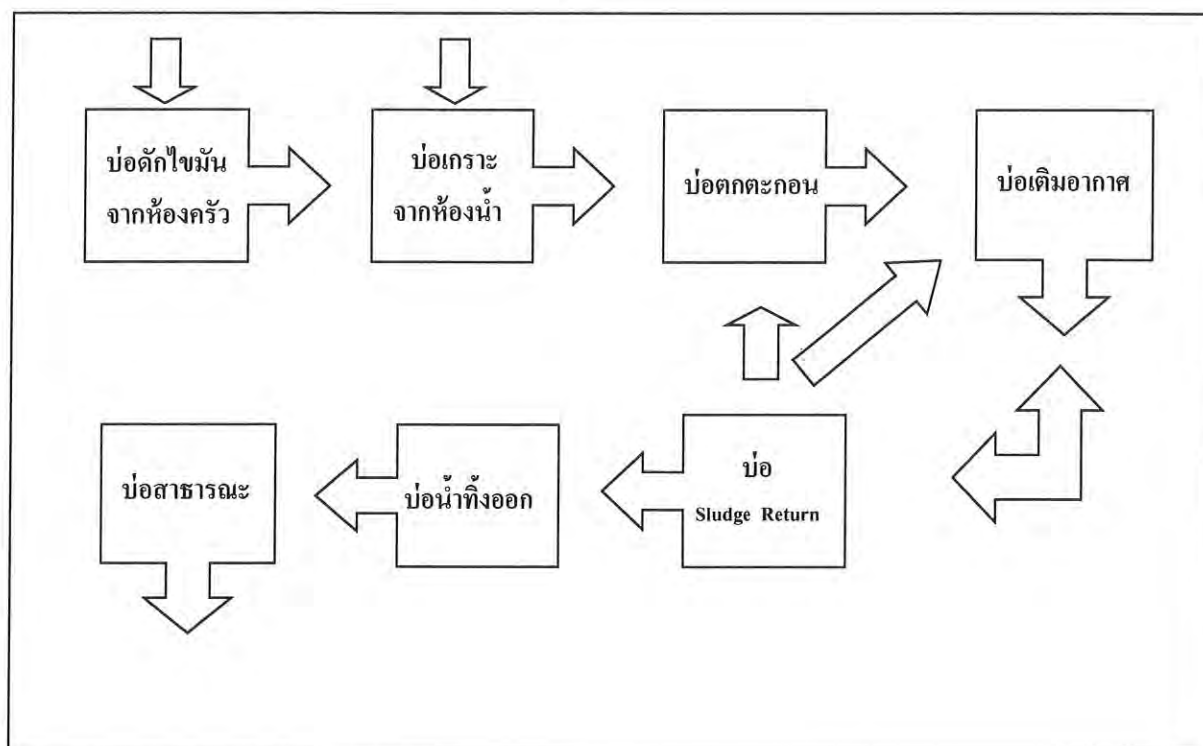 บ่อดักไขมัน
จากห้องครัว
บ่อเกราะ
จากห้องน้ำ
บ่อตกตะกอน
บ่อเติมอากาศ
บ่อสาธารณะ
บ่อน้ำทิ้งออก
บ่อ
Sludge Return